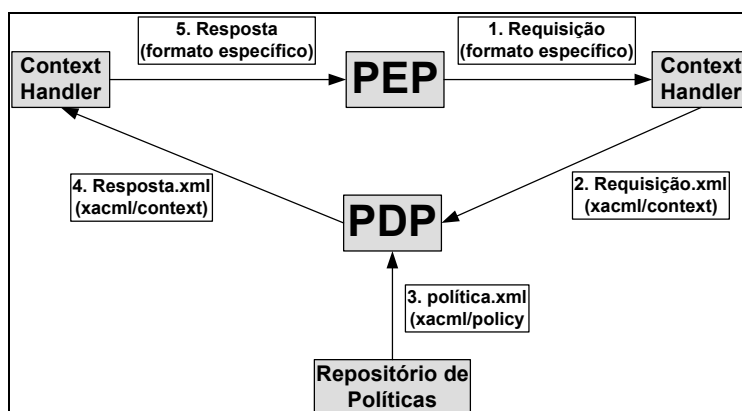 5. Resposta
(formato específico)
1. Requisição
(formato específico)
Context
Handler
PEP
Context
Handler
4. Resposta.xml
(xacml/context)
2. Requisição.xml
(xacml/context)
PDP
3. política.xml
(xacml/policy
Repositório de
Políticas